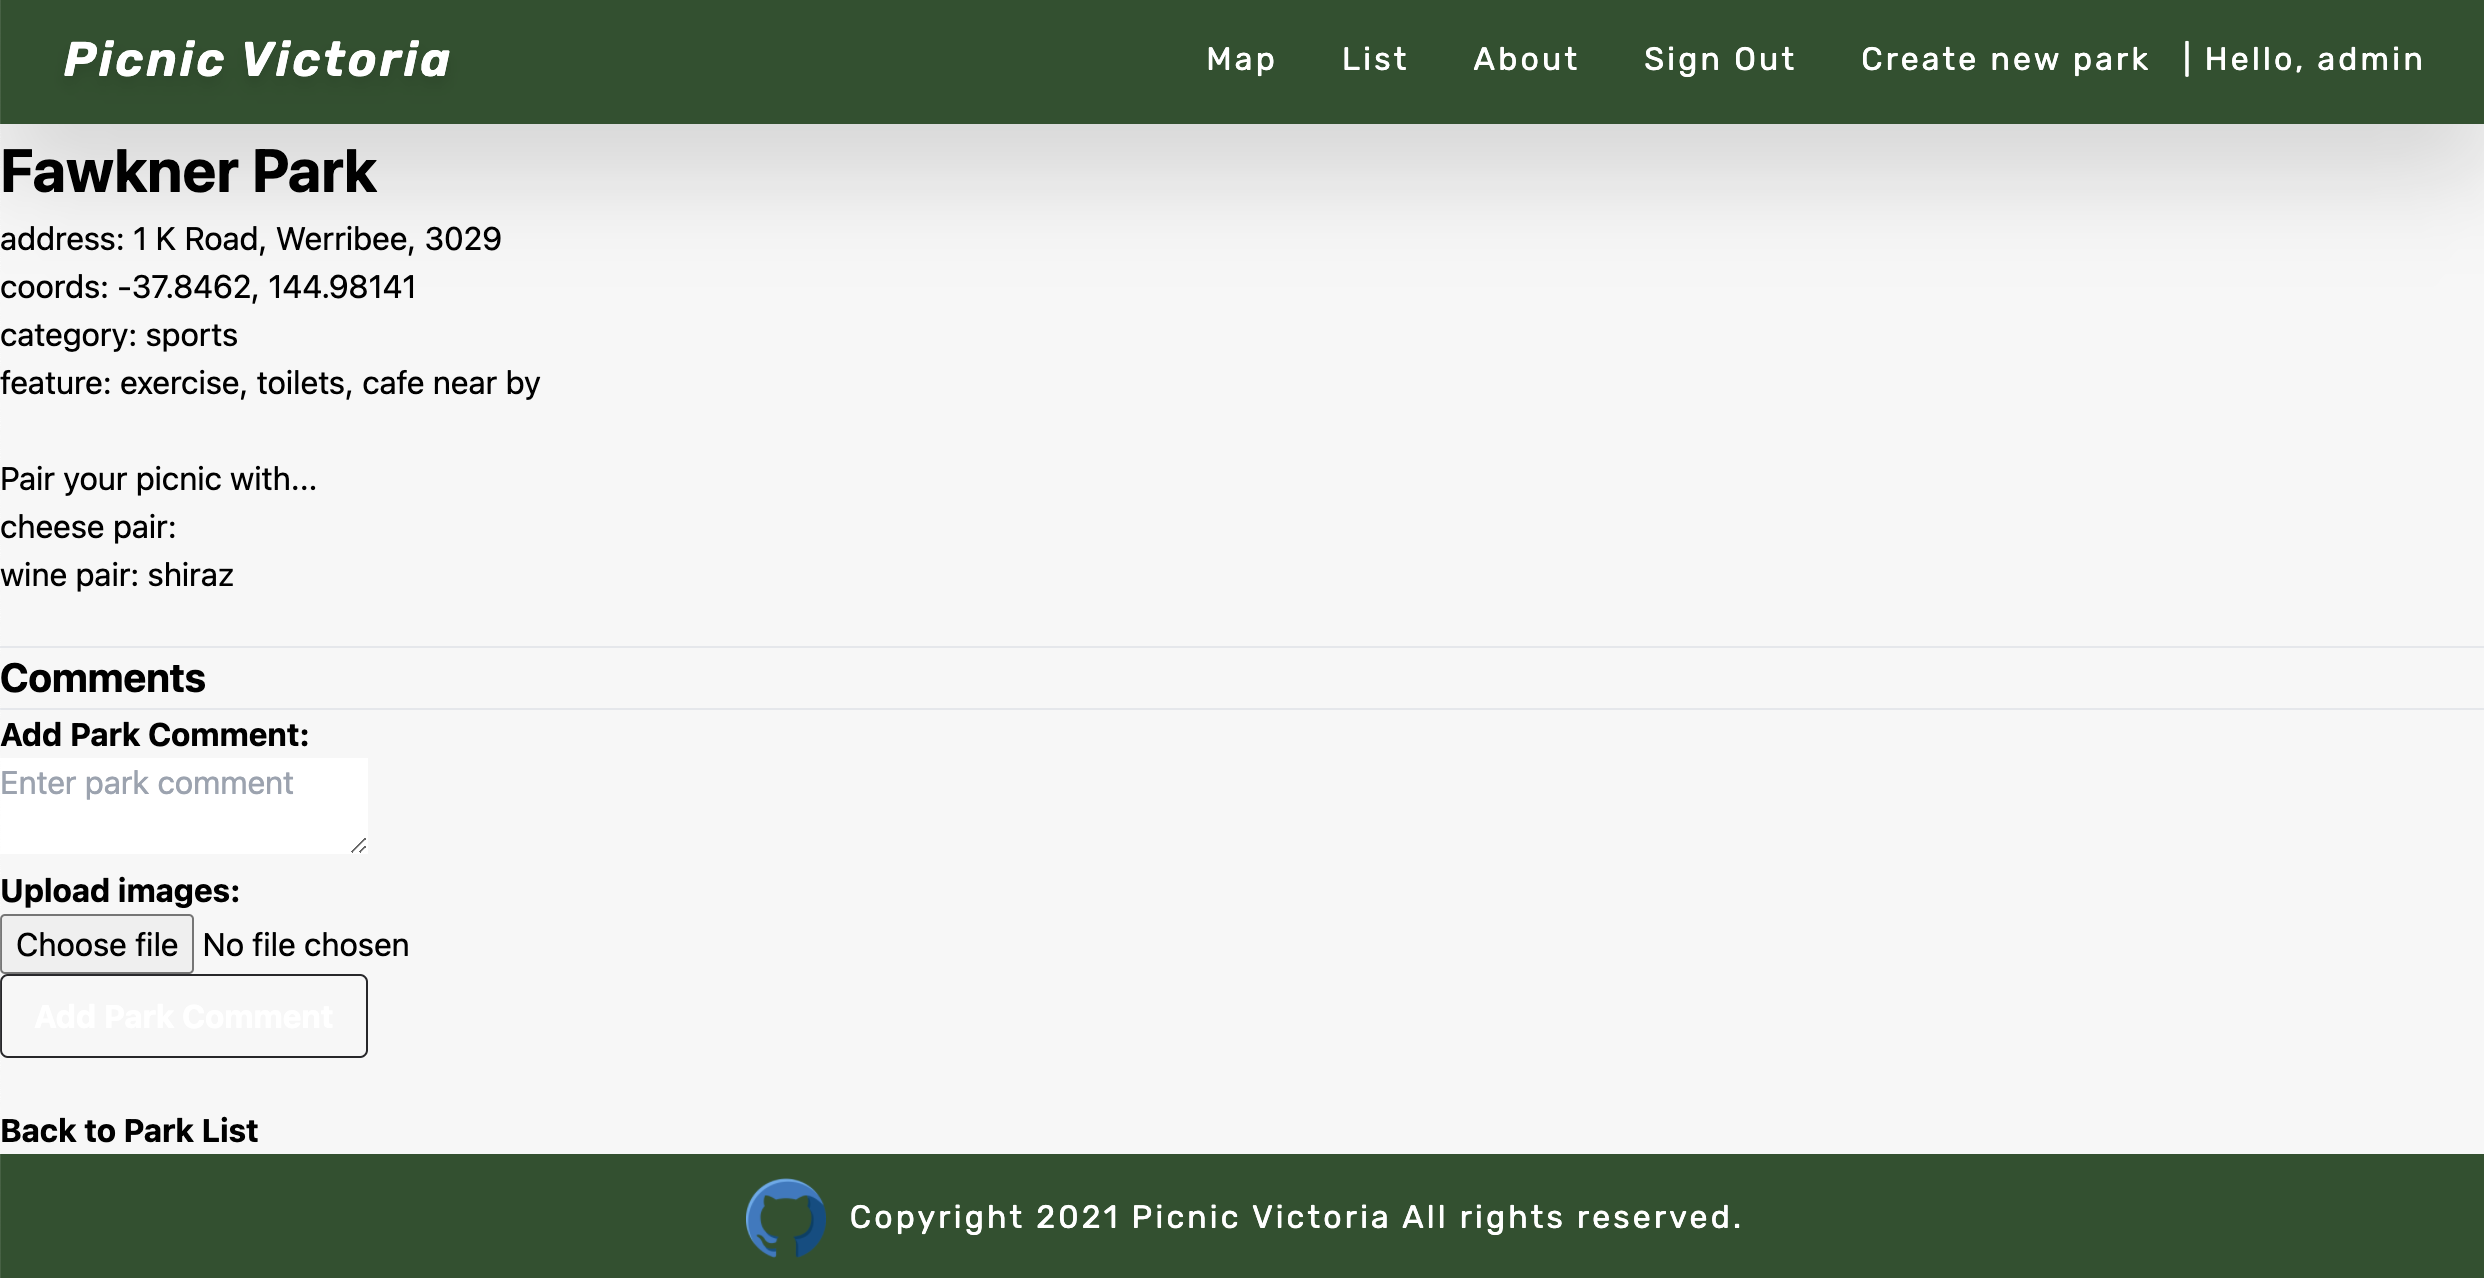 Picnic Victoria
Map List About Sign Out Create new park | Hello, admin
Fawkner Park
address: 1 K Road, Werribee, 3029
coords: -37.8462, 144.98141
category: sports
feature: exercise, toilets, cafe near by
Pair your picnic with...
cheese pair:
wine pair: shiraz
Comments
Add Park Comment:
Enter park comment
Upload images:
Choose file No file chosen
Add Park Comment
Back to Park List
Copyright 2021 Picnic Victoria All rights reserved.